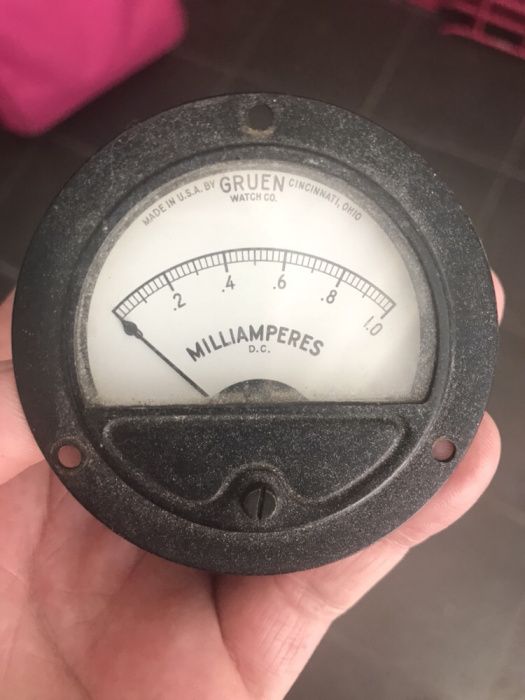 MADE IN U.S.A. BY GRUEN CINCINNATI, OHIO
WATCH CO.
.2 .4 .6 .8 1.0
MILLIAMPERES
D.C.